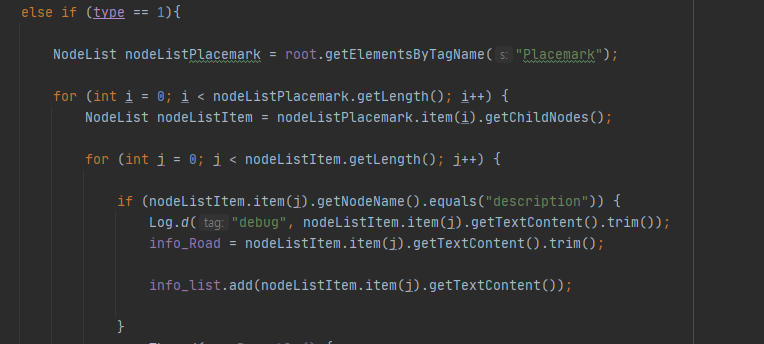 else if (type == 1){
NodeList nodeListPlacemark = root.getElementsByTagName( s: "Placemark");
for (int i = 0; i < nodeListPlacemark.getLength(); i++) {
NodeList nodeListItem = nodeListPlacemark.item(i).getChildNodes();
for (int j = 0; j < nodeListItem.getLength(); j++) {
if (nodeListItem.item(j).getNodeName().equals("description")) {
Log.d( tag: "debug", nodeListItem.item(j).getTextContent().trim());
info_Road = nodeListItem.item(j).getTextContent().trim();
info_list.add(nodeListItem.item(j).getTextContent());
}